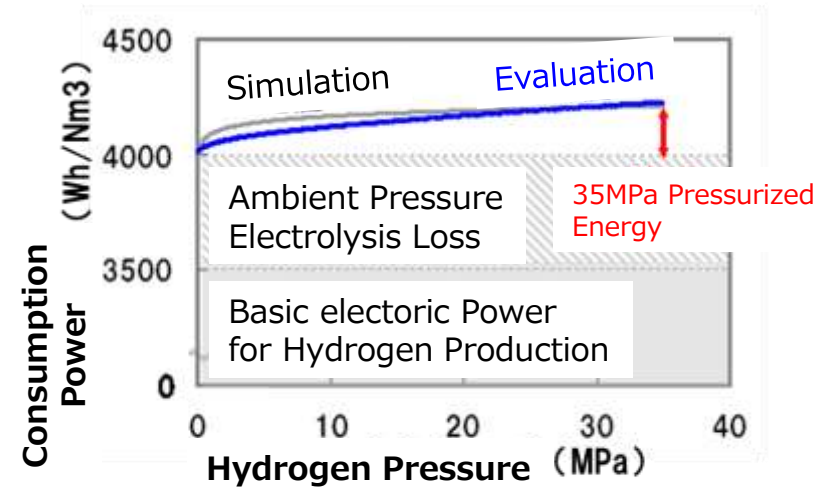 4500
Simulation
Evaluation
4000
Ambient Pressure
Electrolysis Loss
35MPa Pressurized
Energy
3500
Basic electoric Power
for Hydrogen Production
0
0 10 20 30 40
Hydrogen Pressure (MPa)
Consumption
Power (Wh/Nm3)